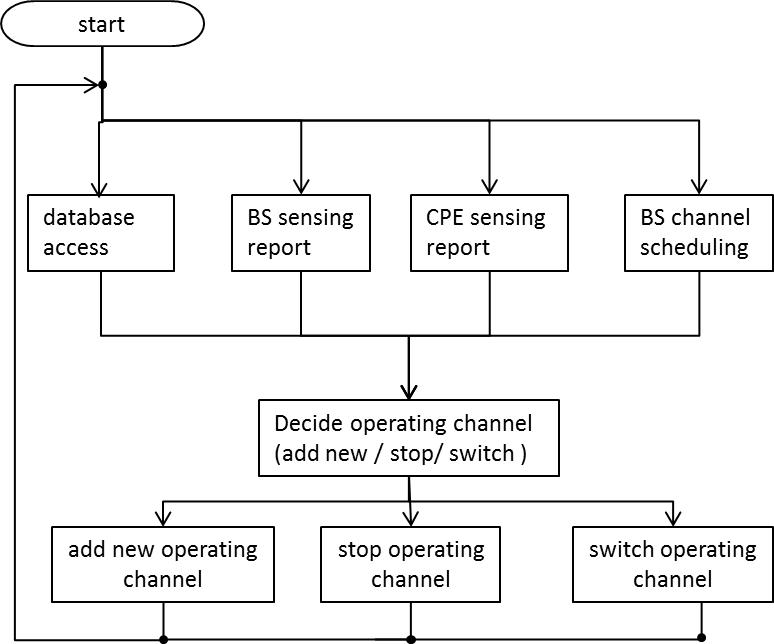 start
database
access
BS sensing
report
CPE sensing
report
BS channel
scheduling
Decide operating channel
(add new / stop/ switch )
add new operating
channel
stop operating
channel
switch operating
channel